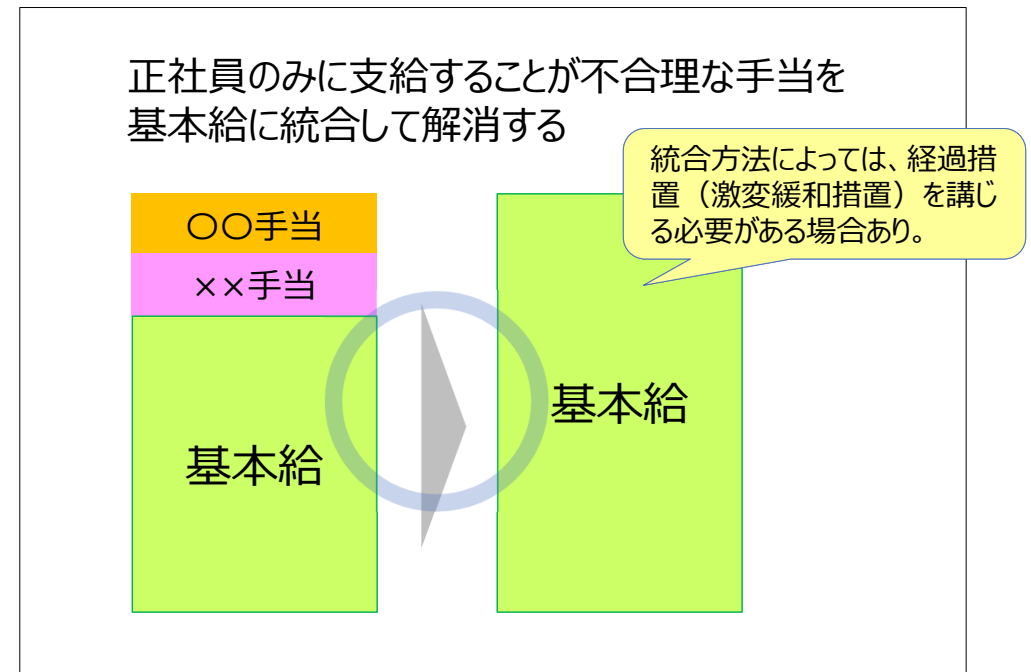 正社員のみに支給することが不合理な手当を
基本給に統合して解消する
統合方法によっては、経過措
置（激変緩和措置）を講じ
る必要がある場合あり。
〇〇手当
××手当
基本給
基本給